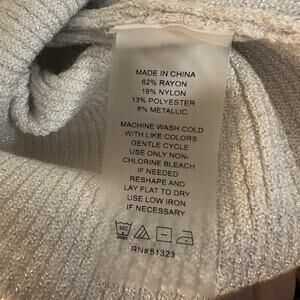 MADE IN CHINA
62% RAYON
19% NYLON
13% POLYESTER
6% METALLIC
MACHINE WASH COLD
WITH LIKE COLORS
GENTLE CYCLE
USE ONLY NON-
CHLORINE BLEACH
IF NEEDED
RESHAPE AND
LAY FLAT TO DRY
USE LOW IRON
IF NECESSARY
30C
RN#51323